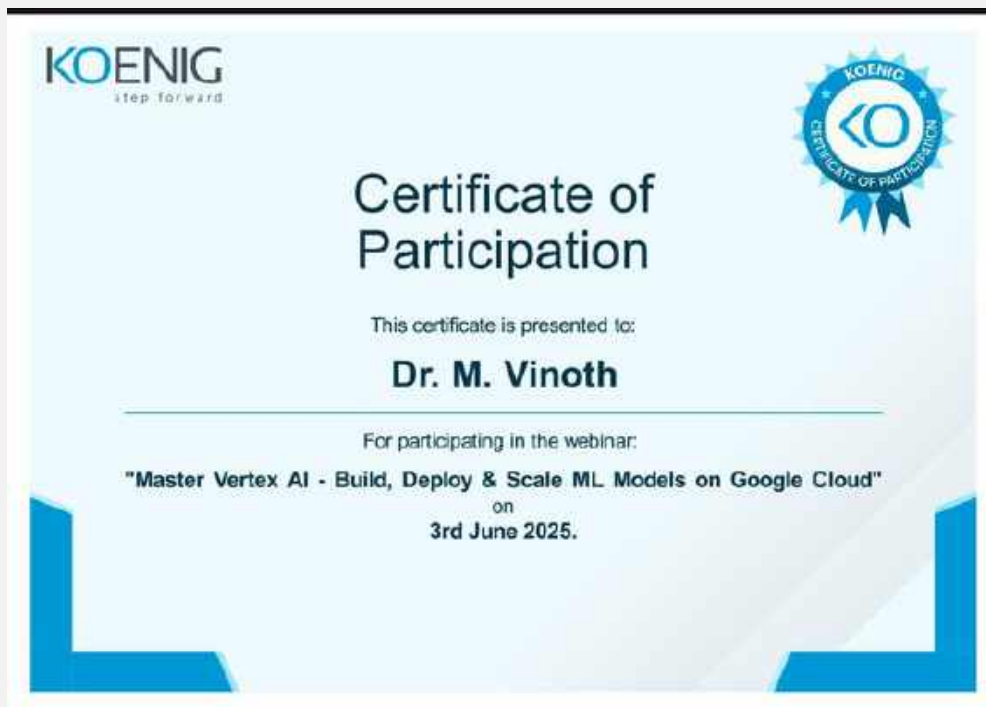 KOENIG
step forward
KOENIG
KO
CERTIFICATE OF PARTICIPATION
Certificate of
Participation
This certificate is presented to:
Dr. M. Vinoth
For participating in the webinar:
"Master Vertex AI - Build, Deploy & Scale ML Models on Google Cloud"
on
3rd June 2025.